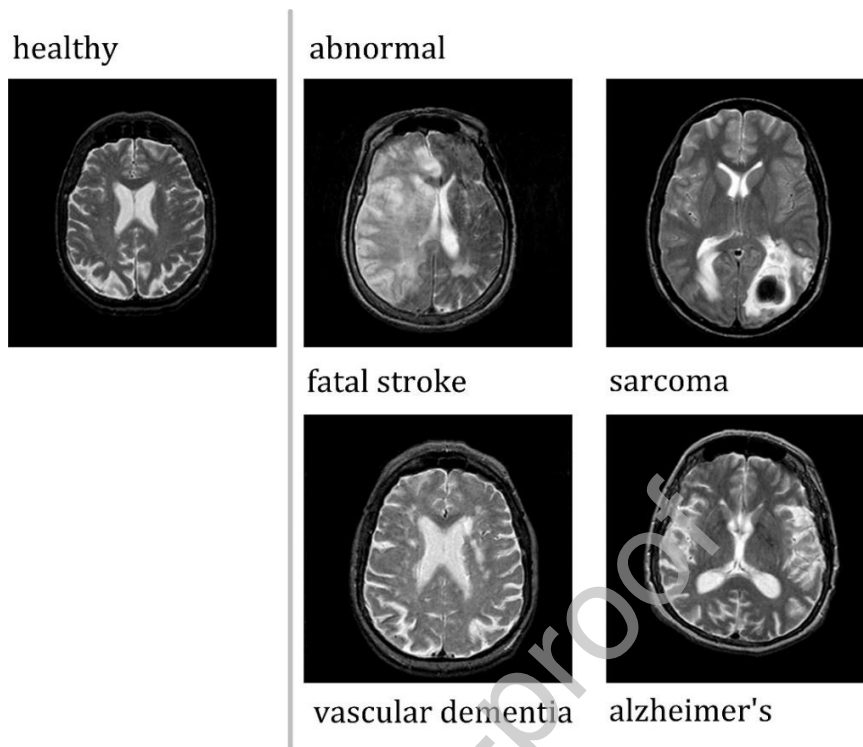 healthy
abnormal
fatal stroke
sarcoma
vascular dementia
alzheimer's